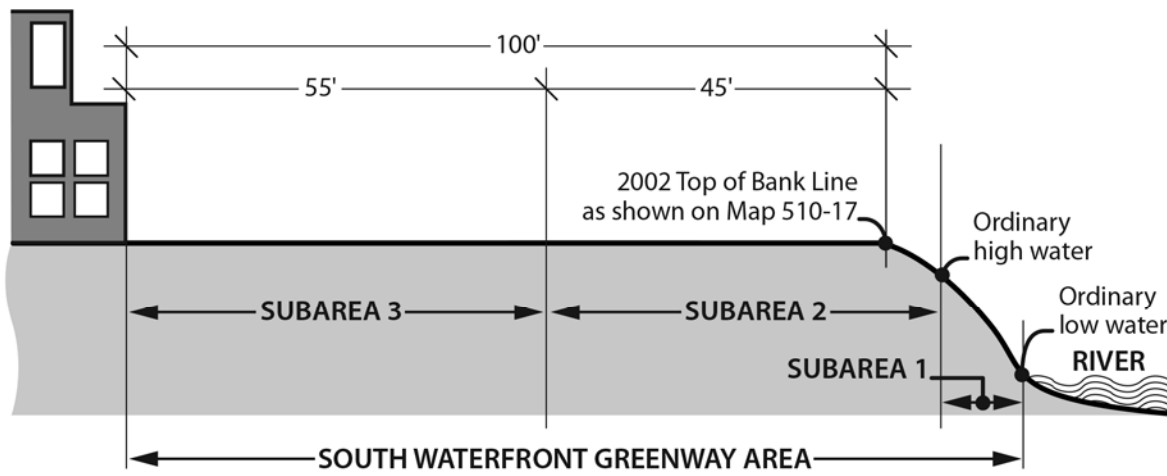 100'
55'
45'
2002 Top of Bank Line
as shown on Map 510-17
Ordinary
high water
Ordinary
low water
SUBAREA 3
SUBAREA 2
RIVER
SUBAREA 1
SOUTH WATERFRONT GREENWAY AREA